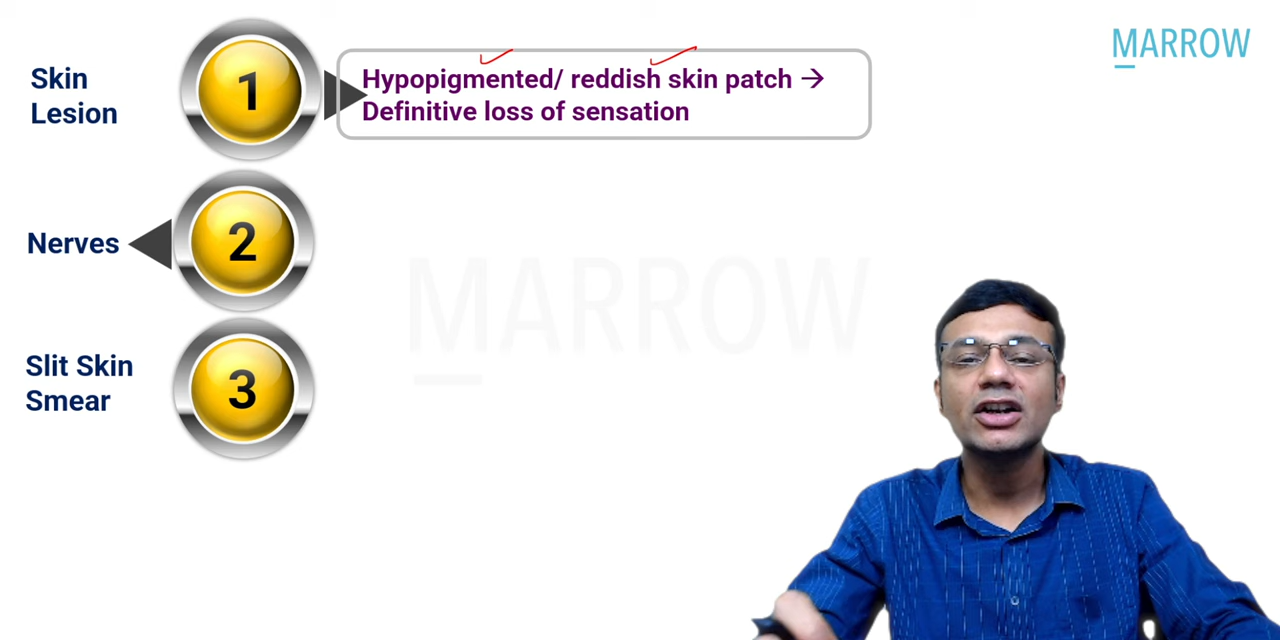 MARROW
Skin
Lesion
1
Hypopigmented/ reddish skin patch →
Definitive loss of sensation
Nerves
2
MARROW
Slit Skin
Smear
3